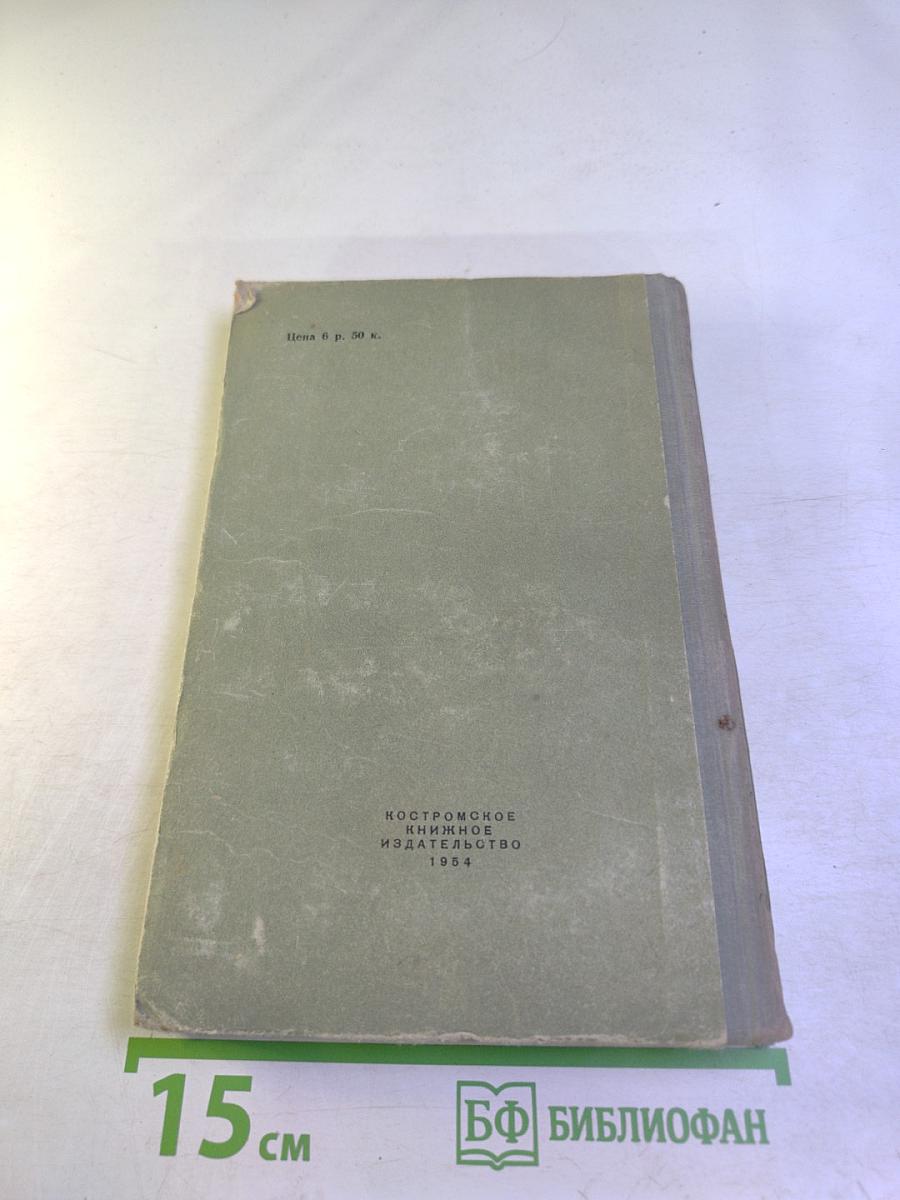 Цена 6 р. 50 к.
КОСТРОМСКОЕ
КНИЖНОЕ
ИЗДАТЕЛЬСТВО
1954
15 см
БФ БИБЛИОФАН